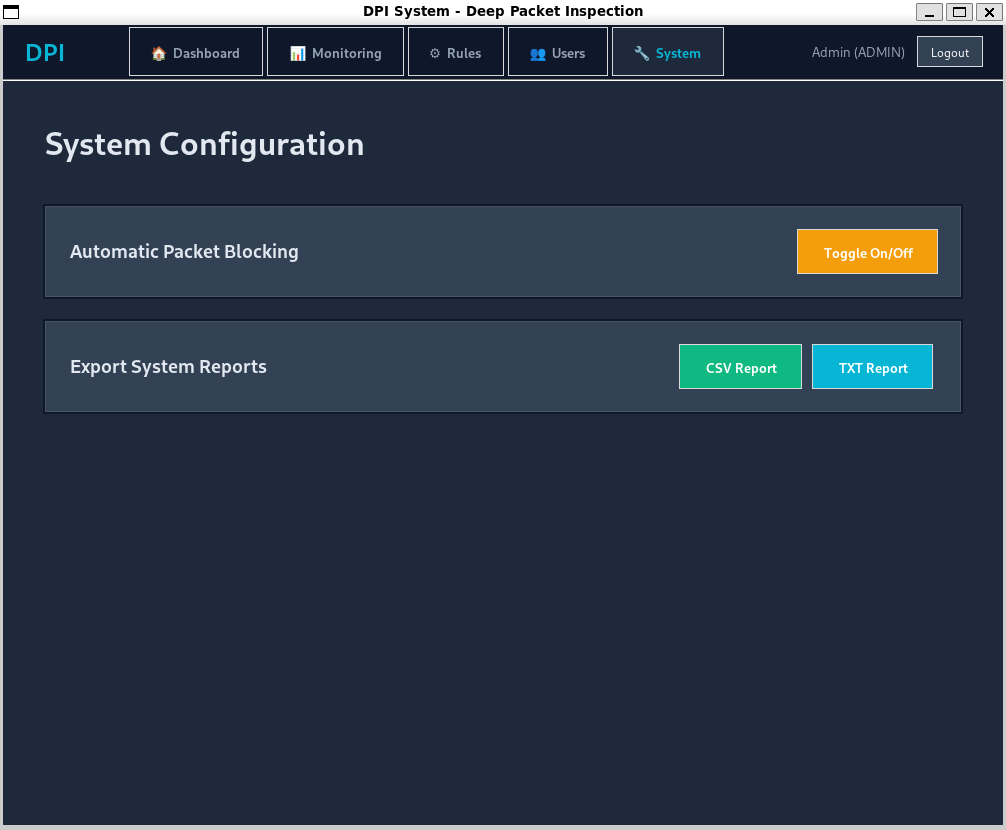 DPI System - Deep Packet Inspection
DPI 🏠 Dashboard 📊 Monitoring ⚙ Rules 👥 Users 🔧 System Admin (ADMIN) Logout
System Configuration
Automatic Packet Blocking Toggle On/Off
Export System Reports CSV Report TXT Report